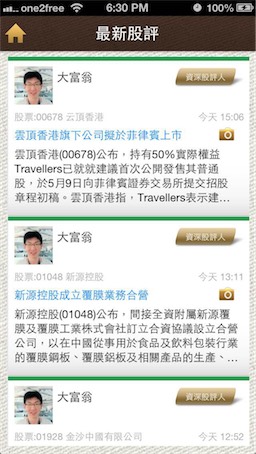 one2free 6:30 PM
最新股評
大富翁 資深股評人
股票:00678 云顶香港 今天 15:06
雲頂香港旗下公司擬於菲律賓上市
雲頂香港(00678)公布，持有50%實際權益
Travellers已就就建議首次公開發售其普通
股，於5月9日向菲律賓證券交易所提交招股
章程初稿。雲頂香港指，Travellers表示建...
大富翁 資深股評人
股票:01048 新源控股 今天 13:11
新源控股成立覆膜業務合營
新源控股(01048)公布，間接全資附屬新源覆
膜及覆膜工業株式會社訂立合資協議設立合營
公司，以在中國從事用於食品及飲料包裝行業
的覆膜鋼板、覆膜鋁板及相關產品的生產、...
大富翁 資深股評人
股票:01928 金沙中國有限公司 今天 12:52